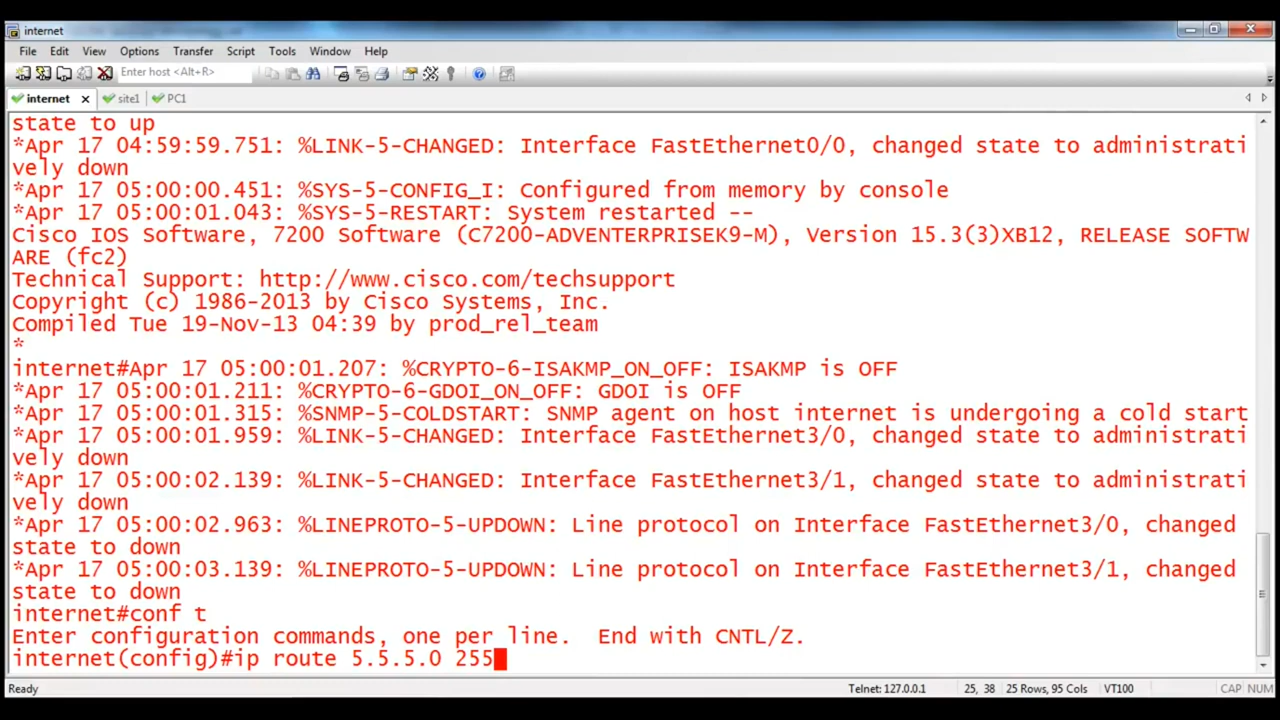 internet
File Edit View Options Transfer Script Tools Window Help
Enter host <Alt+R>
internet x site1 PC1
state to up
*Apr 17 04:59:59.751: %LINK-5-CHANGED: Interface FastEthernet0/0, changed state to administrati
vely down
*Apr 17 05:00:00.451: %SYS-5-CONFIG_I: Configured from memory by console
*Apr 17 05:00:01.043: %SYS-5-RESTART: System restarted --
Cisco IOS Software, 7200 Software (C7200-ADVENTERPRISEK9-M), Version 15.3(3)XB12, RELEASE SOFTW
ARE (fc2)
Technical Support: http://www.cisco.com/techsupport
Copyright (c) 1986-2013 by Cisco Systems, Inc.
Compiled Tue 19-Nov-13 04:39 by prod_rel_team
*
internet#Apr 17 05:00:01.207: %CRYPTO-6-ISAKMP_ON_OFF: ISAKMP is OFF
*Apr 17 05:00:01.211: %CRYPTO-6-GDOI_ON_OFF: GDOI is OFF
*Apr 17 05:00:01.315: %SNMP-5-COLDSTART: SNMP agent on host internet is undergoing a cold start
*Apr 17 05:00:01.959: %LINK-5-CHANGED: Interface FastEthernet3/0, changed state to administrati
vely down
*Apr 17 05:00:02.139: %LINK-5-CHANGED: Interface FastEthernet3/1, changed state to administrati
vely down
*Apr 17 05:00:02.963: %LINEPROTO-5-UPDOWN: Line protocol on Interface FastEthernet3/0, changed
state to down
*Apr 17 05:00:03.139: %LINEPROTO-5-UPDOWN: Line protocol on Interface FastEthernet3/1, changed
state to down
internet#conf t
Enter configuration commands, one per line.  End with CNTL/Z.
internet(config)#ip route 5.5.5.0 255
Ready Telnet: 127.0.0.1 25, 38 25 Rows, 95 Cols VT100 CAP NUM